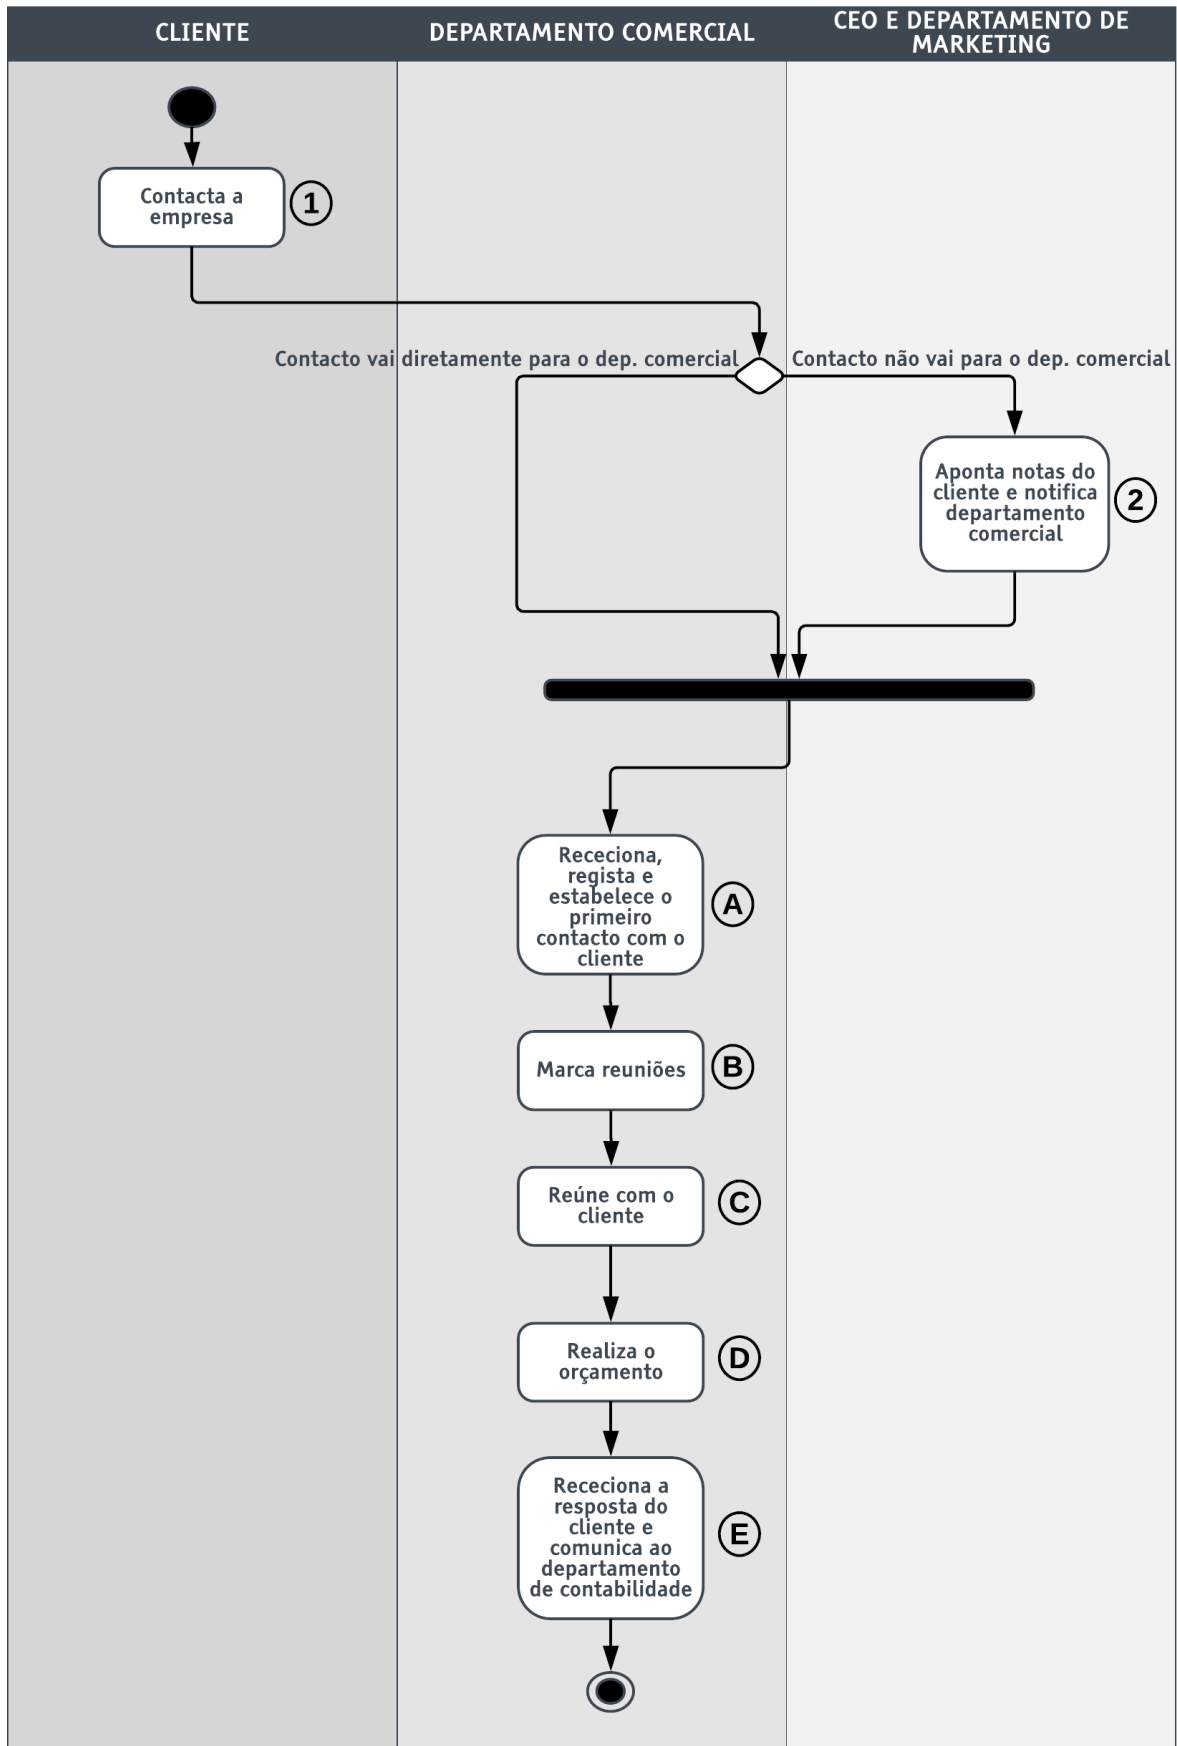 CLIENTE
DEPARTAMENTO COMERCIAL
CEO E DEPARTAMENTO DE
MARKETING
Contacta a
empresa
1
Contacto vai diretamente para o dep. comercial
Contacto não vai para o dep. comercial
Aponta notas do
cliente e notifica
departamento
comercial
2
Receciona,
regista e
estabelece o
primeiro
contacto com o
cliente
A
Marca reuniões
B
Reúne com o
cliente
C
Realiza o
orçamento
D
Receciona a
resposta do
cliente e
comunica ao
departamento
de contabilidade
E